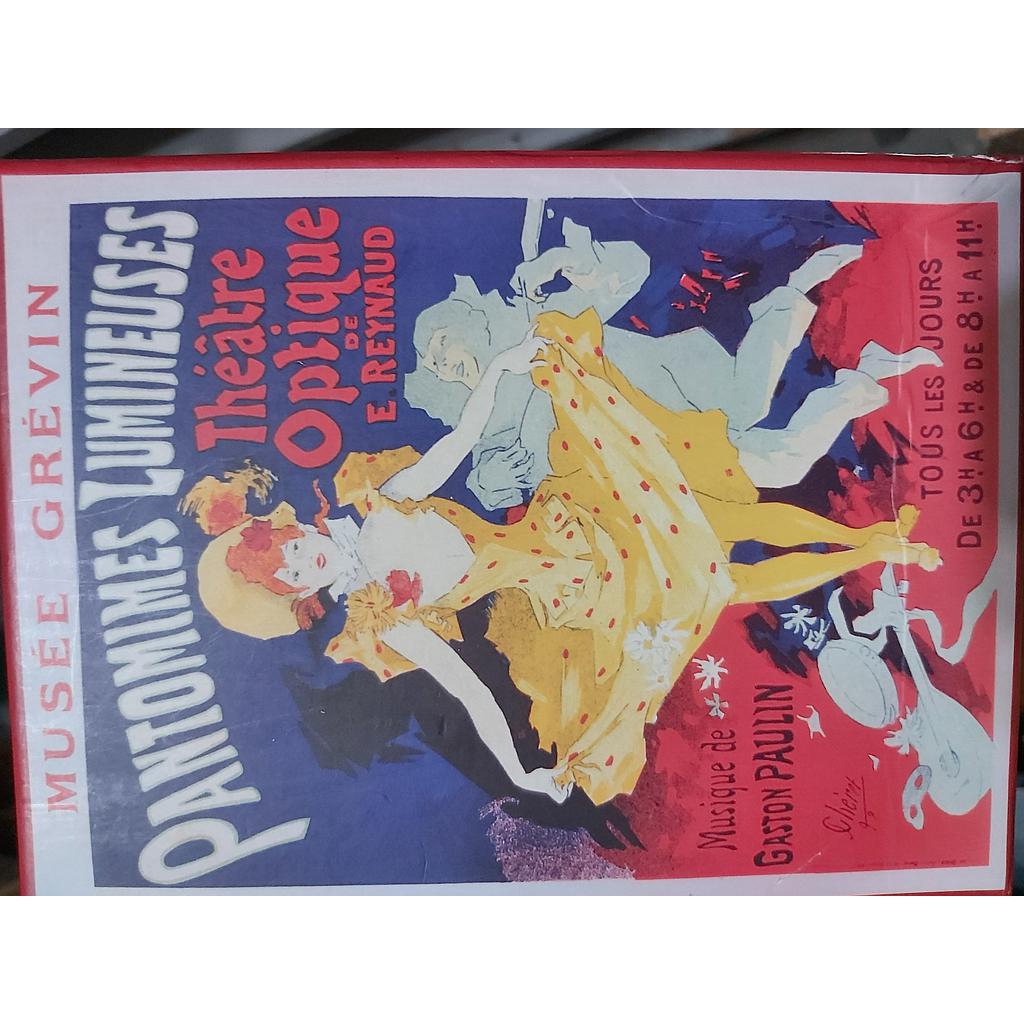 MUSÉE GRÉVIN
PANTOMIMES LUMINEUSES
Théâtre
Optique
DE
E. REYNAUD
Musique de
GASTON PAULIN
Chéret
TOUS LES JOURS
DE 3H A 6H & DE 8H A 11H